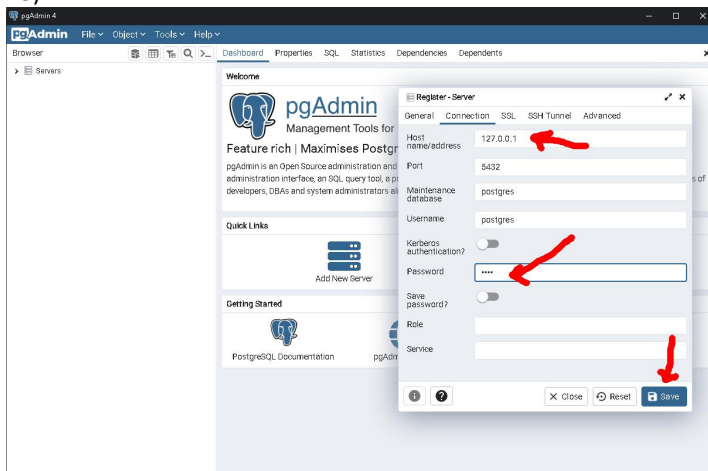 pgAdmin 4
pgAdmin File Object Tools Help
Browser
Dashboard Properties SQL Statistics Dependencies Dependents
Servers
Welcome
pgAdmin
Management Tools for
Feature rich | Maximises Postgr
pgAdmin is an Open Source administration and
administration interface, an SQL query tool, a p
developers, DBAs and system administrators al
s of
Quick Links
Add New Server
Getting Started
PostgreSQL Documentation
pgAdm
Register - Server
General Connection SSL SSH Tunnel Advanced
Host
name/address
127.0.0.1
Port
5432
Maintenance
database
postgres
Username
postgres
Kerberos
authentication?
Password
••••
Save
password?
Role
Service
Close Reset Save